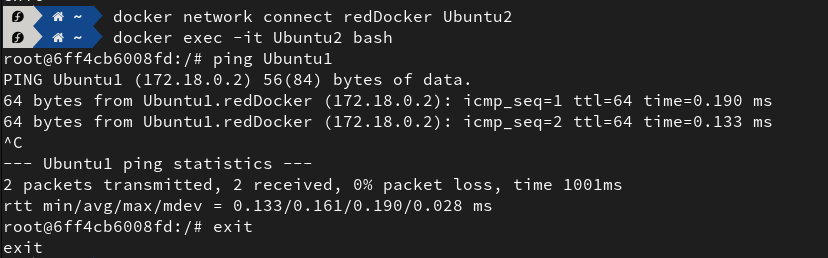 ~ docker network connect redDocker Ubuntu2
~ docker exec -it Ubuntu2 bash
root@6ff4cb6008fd:/# ping Ubuntu1
PING Ubuntu1 (172.18.0.2) 56(84) bytes of data.
64 bytes from Ubuntu1.redDocker (172.18.0.2): icmp_seq=1 ttl=64 time=0.190 ms
64 bytes from Ubuntu1.redDocker (172.18.0.2): icmp_seq=2 ttl=64 time=0.133 ms
^C
--- Ubuntu1 ping statistics ---
2 packets transmitted, 2 received, 0% packet loss, time 1001ms
rtt min/avg/max/mdev = 0.133/0.161/0.190/0.028 ms
root@6ff4cb6008fd:/# exit
exit